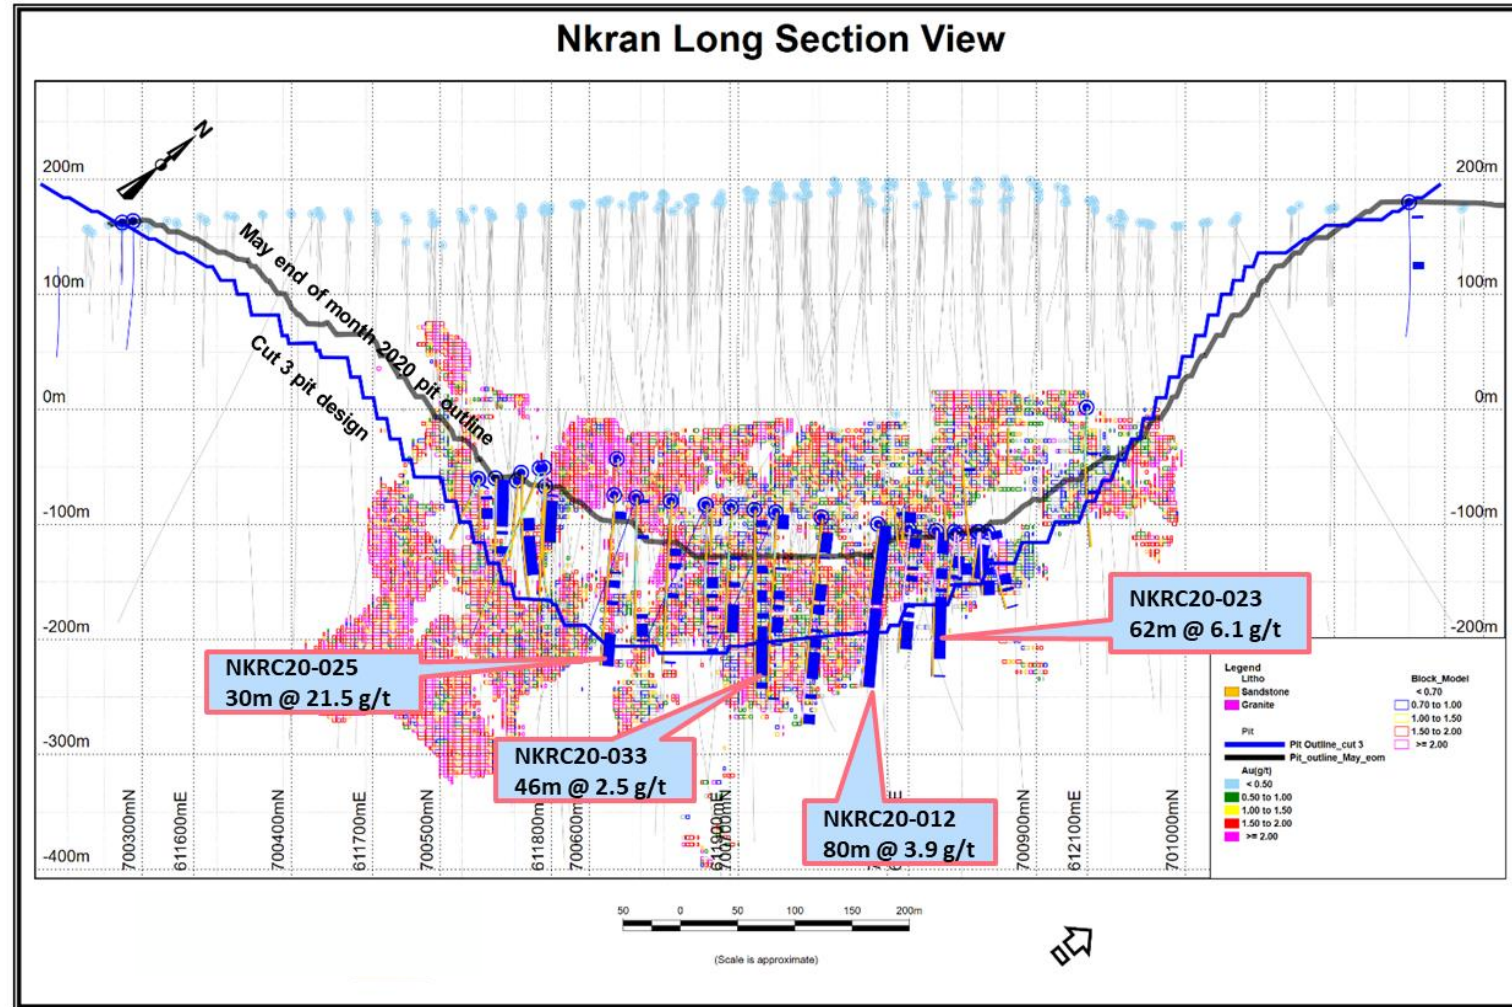 Nkran Long Section View
N
200m
200m
100m
100m
0m
0m
-100m
-100m
-200m
-200m
-300m
-400m
May end of month 2020 pit outline
Cut 3 pit design
NKRC20-025
30m @ 21.5 g/t
NKRC20-033
46m @ 2.5 g/t
NKRC20-012
80m @ 3.9 g/t
NKRC20-023
62m @ 6.1 g/t
700300mN
611600mE
700400mN
611700mE
700500mN
611800mE
700600mN
611900mE
700700mN
700900mN
612100mE
701000mN
Legend
Litho
Sandstone
Granite
Pit
Pit Outline_cut 3
Pit_outline_May_eom
Au(g/t)
< 0.50
0.50 to 1.00
1.00 to 1.50
1.50 to 2.00
>= 2.00
Block_Model
< 0.70
0.70 to 1.00
1.00 to 1.50
1.50 to 2.00
>= 2.00
50 0 50 100 150 200m
(Scale is approximate)